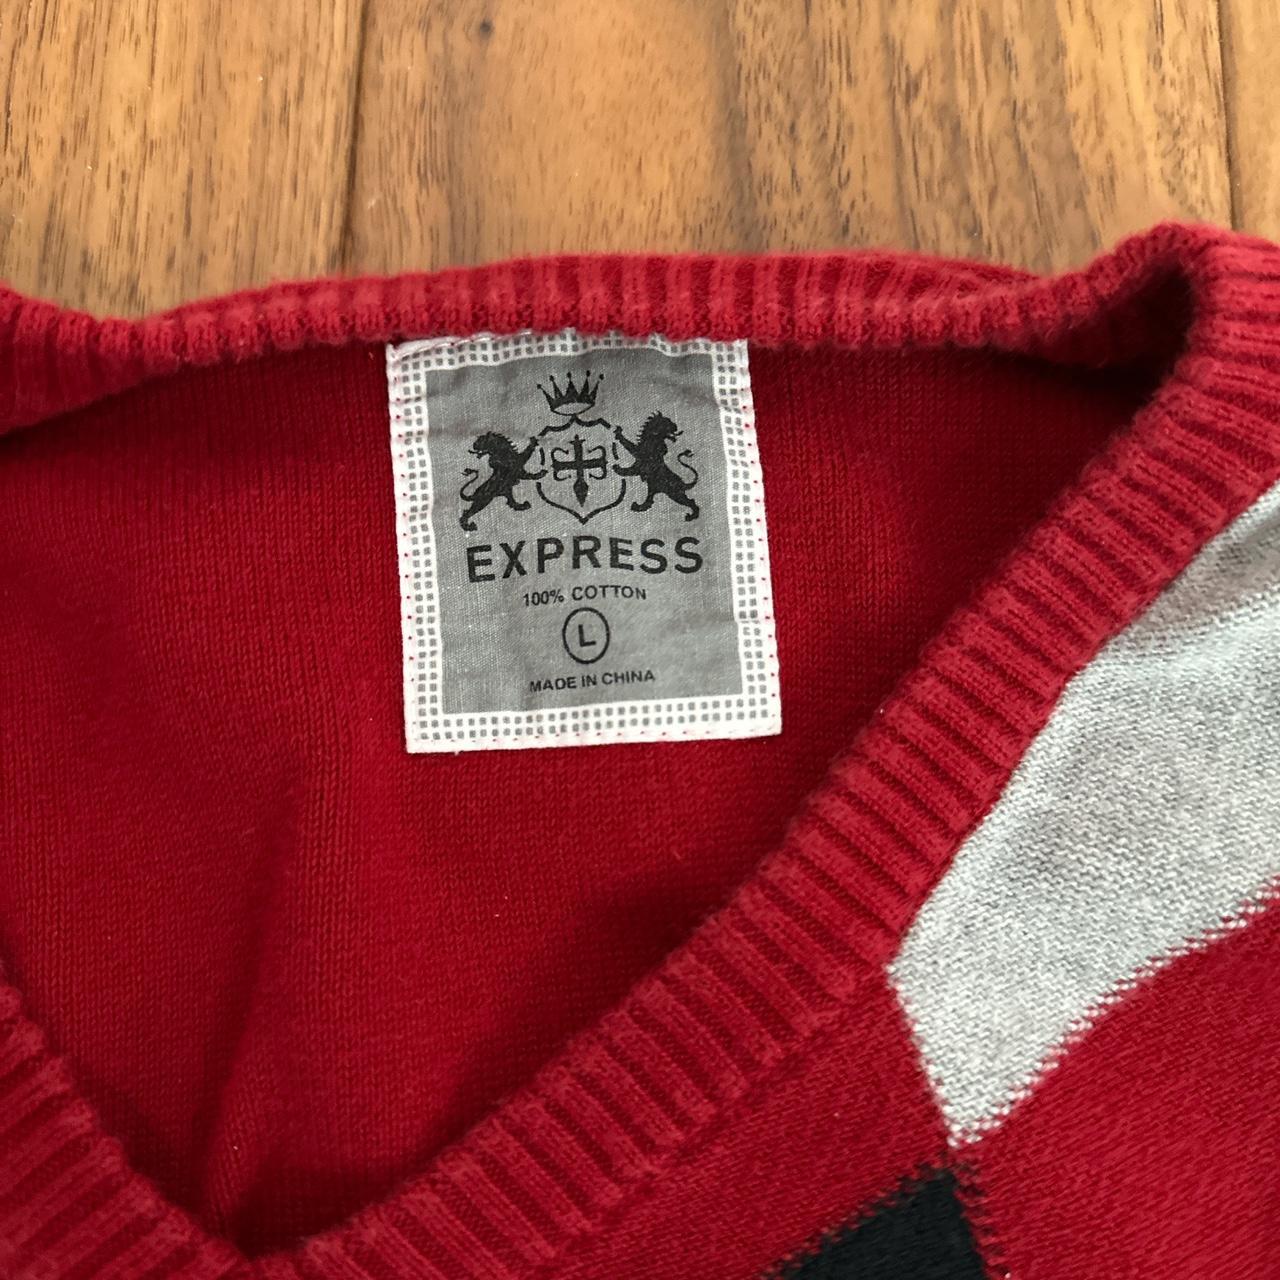 EXPRESS
100% COTTON
L
MADE IN CHINA